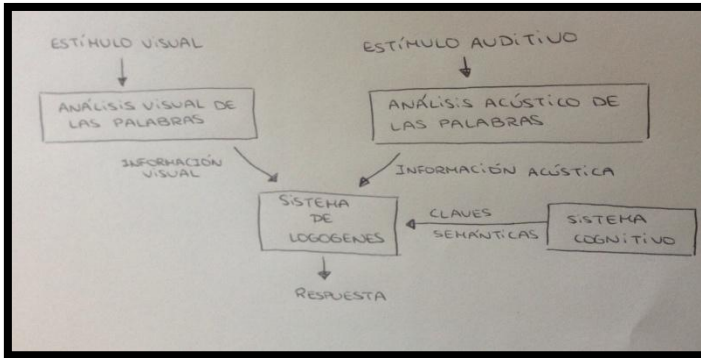 ESTÍMULO VISUAL
ESTÍMULO AUDITIVO
ANÁLISIS VISUAL DE
LAS PALABRAS
ANÁLISIS ACÚSTICO DE
LAS PALABRAS
INFORMACIÓN
VISUAL
INFORMACIÓN ACÚSTICA
SISTEMA
DE
LOGOGENES
CLAVES
SEMÁNTICAS
SISTEMA
COGNITIVO
RESPUESTA